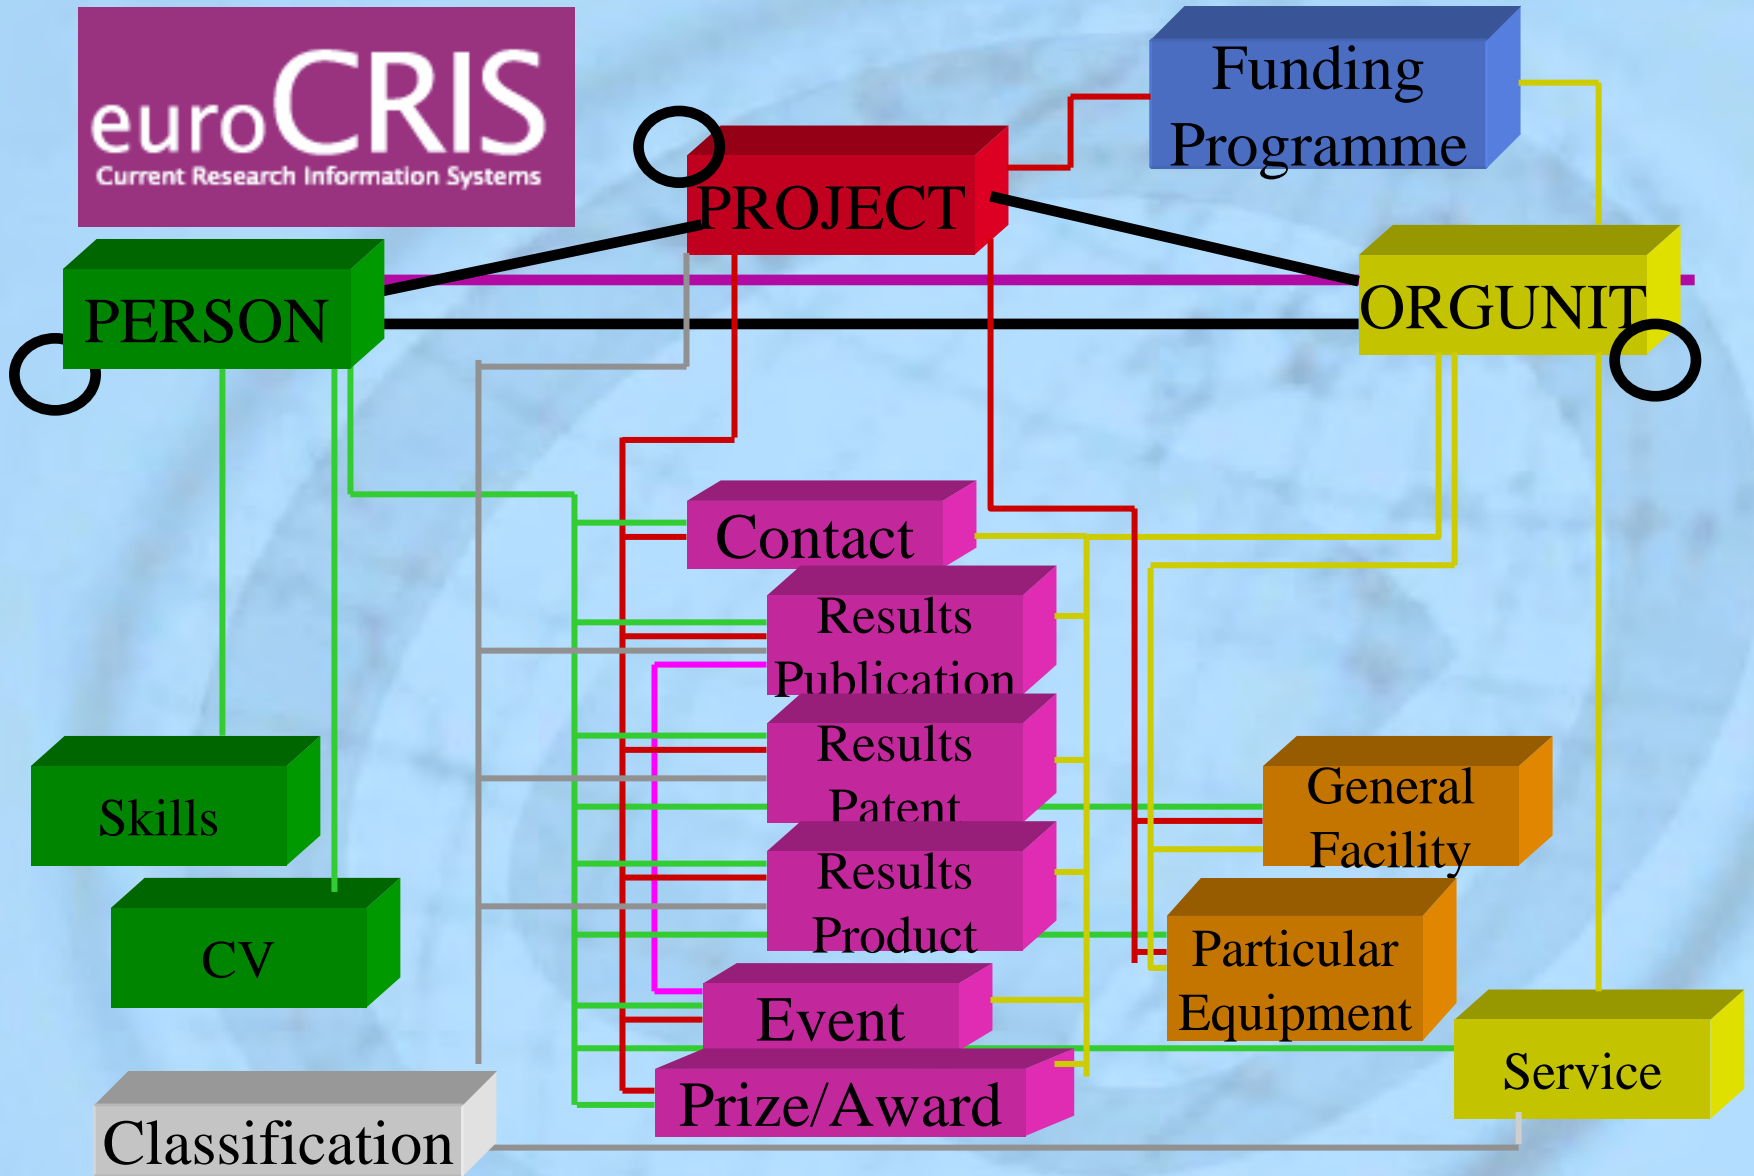 euroCRIS
Current Research Information Systems
Funding
Programme
PROJECT
PERSON
ORGUNIT
Contact
Results
Publication
Results
Patent
Results
Product
Event
Prize/Award
Skills
CV
General
Facility
Particular
Equipment
Service
Classification